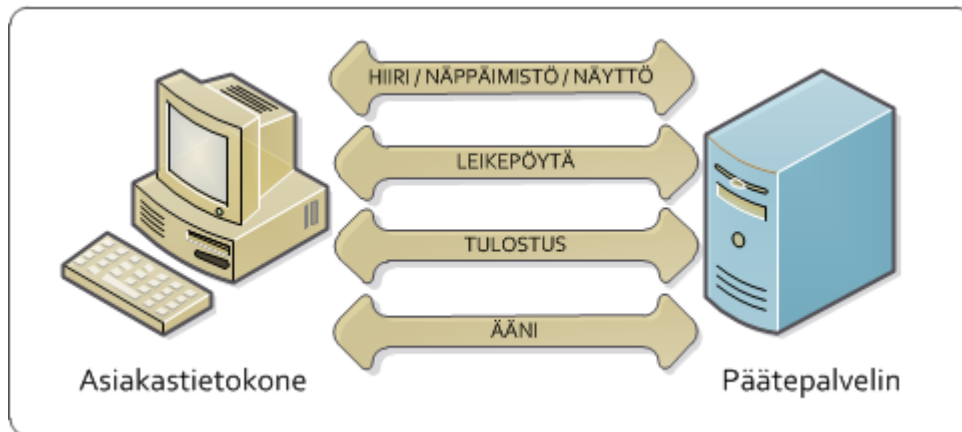 HIIRI / NÄPPÄIMISTÖ / NÄYTTÖ
LEIKEPÖYTÄ
TULOSTUS
ÄÄNI
Asiakastietokone
Päätepalvelin